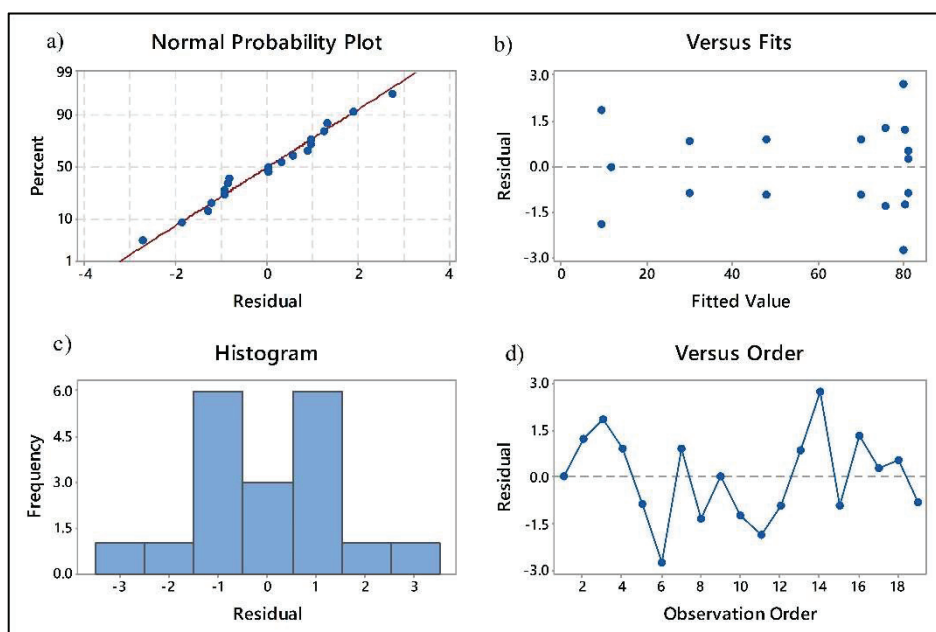 a) Normal Probability Plot
99
90
50
10
1
Percent
-4 -2 0 2 4
Residual
b) Versus Fits
3.0
1.5
0.0
-1.5
-3.0
Residual
0 20 40 60 80
Fitted Value
c) Histogram
6.0
4.5
3.0
1.5
0.0
Frequency
-3 -2 -1 0 1 2 3
Residual
d) Versus Order
3.0
1.5
0.0
-1.5
-3.0
Residual
2 4 6 8 10 12 14 16 18
Observation Order